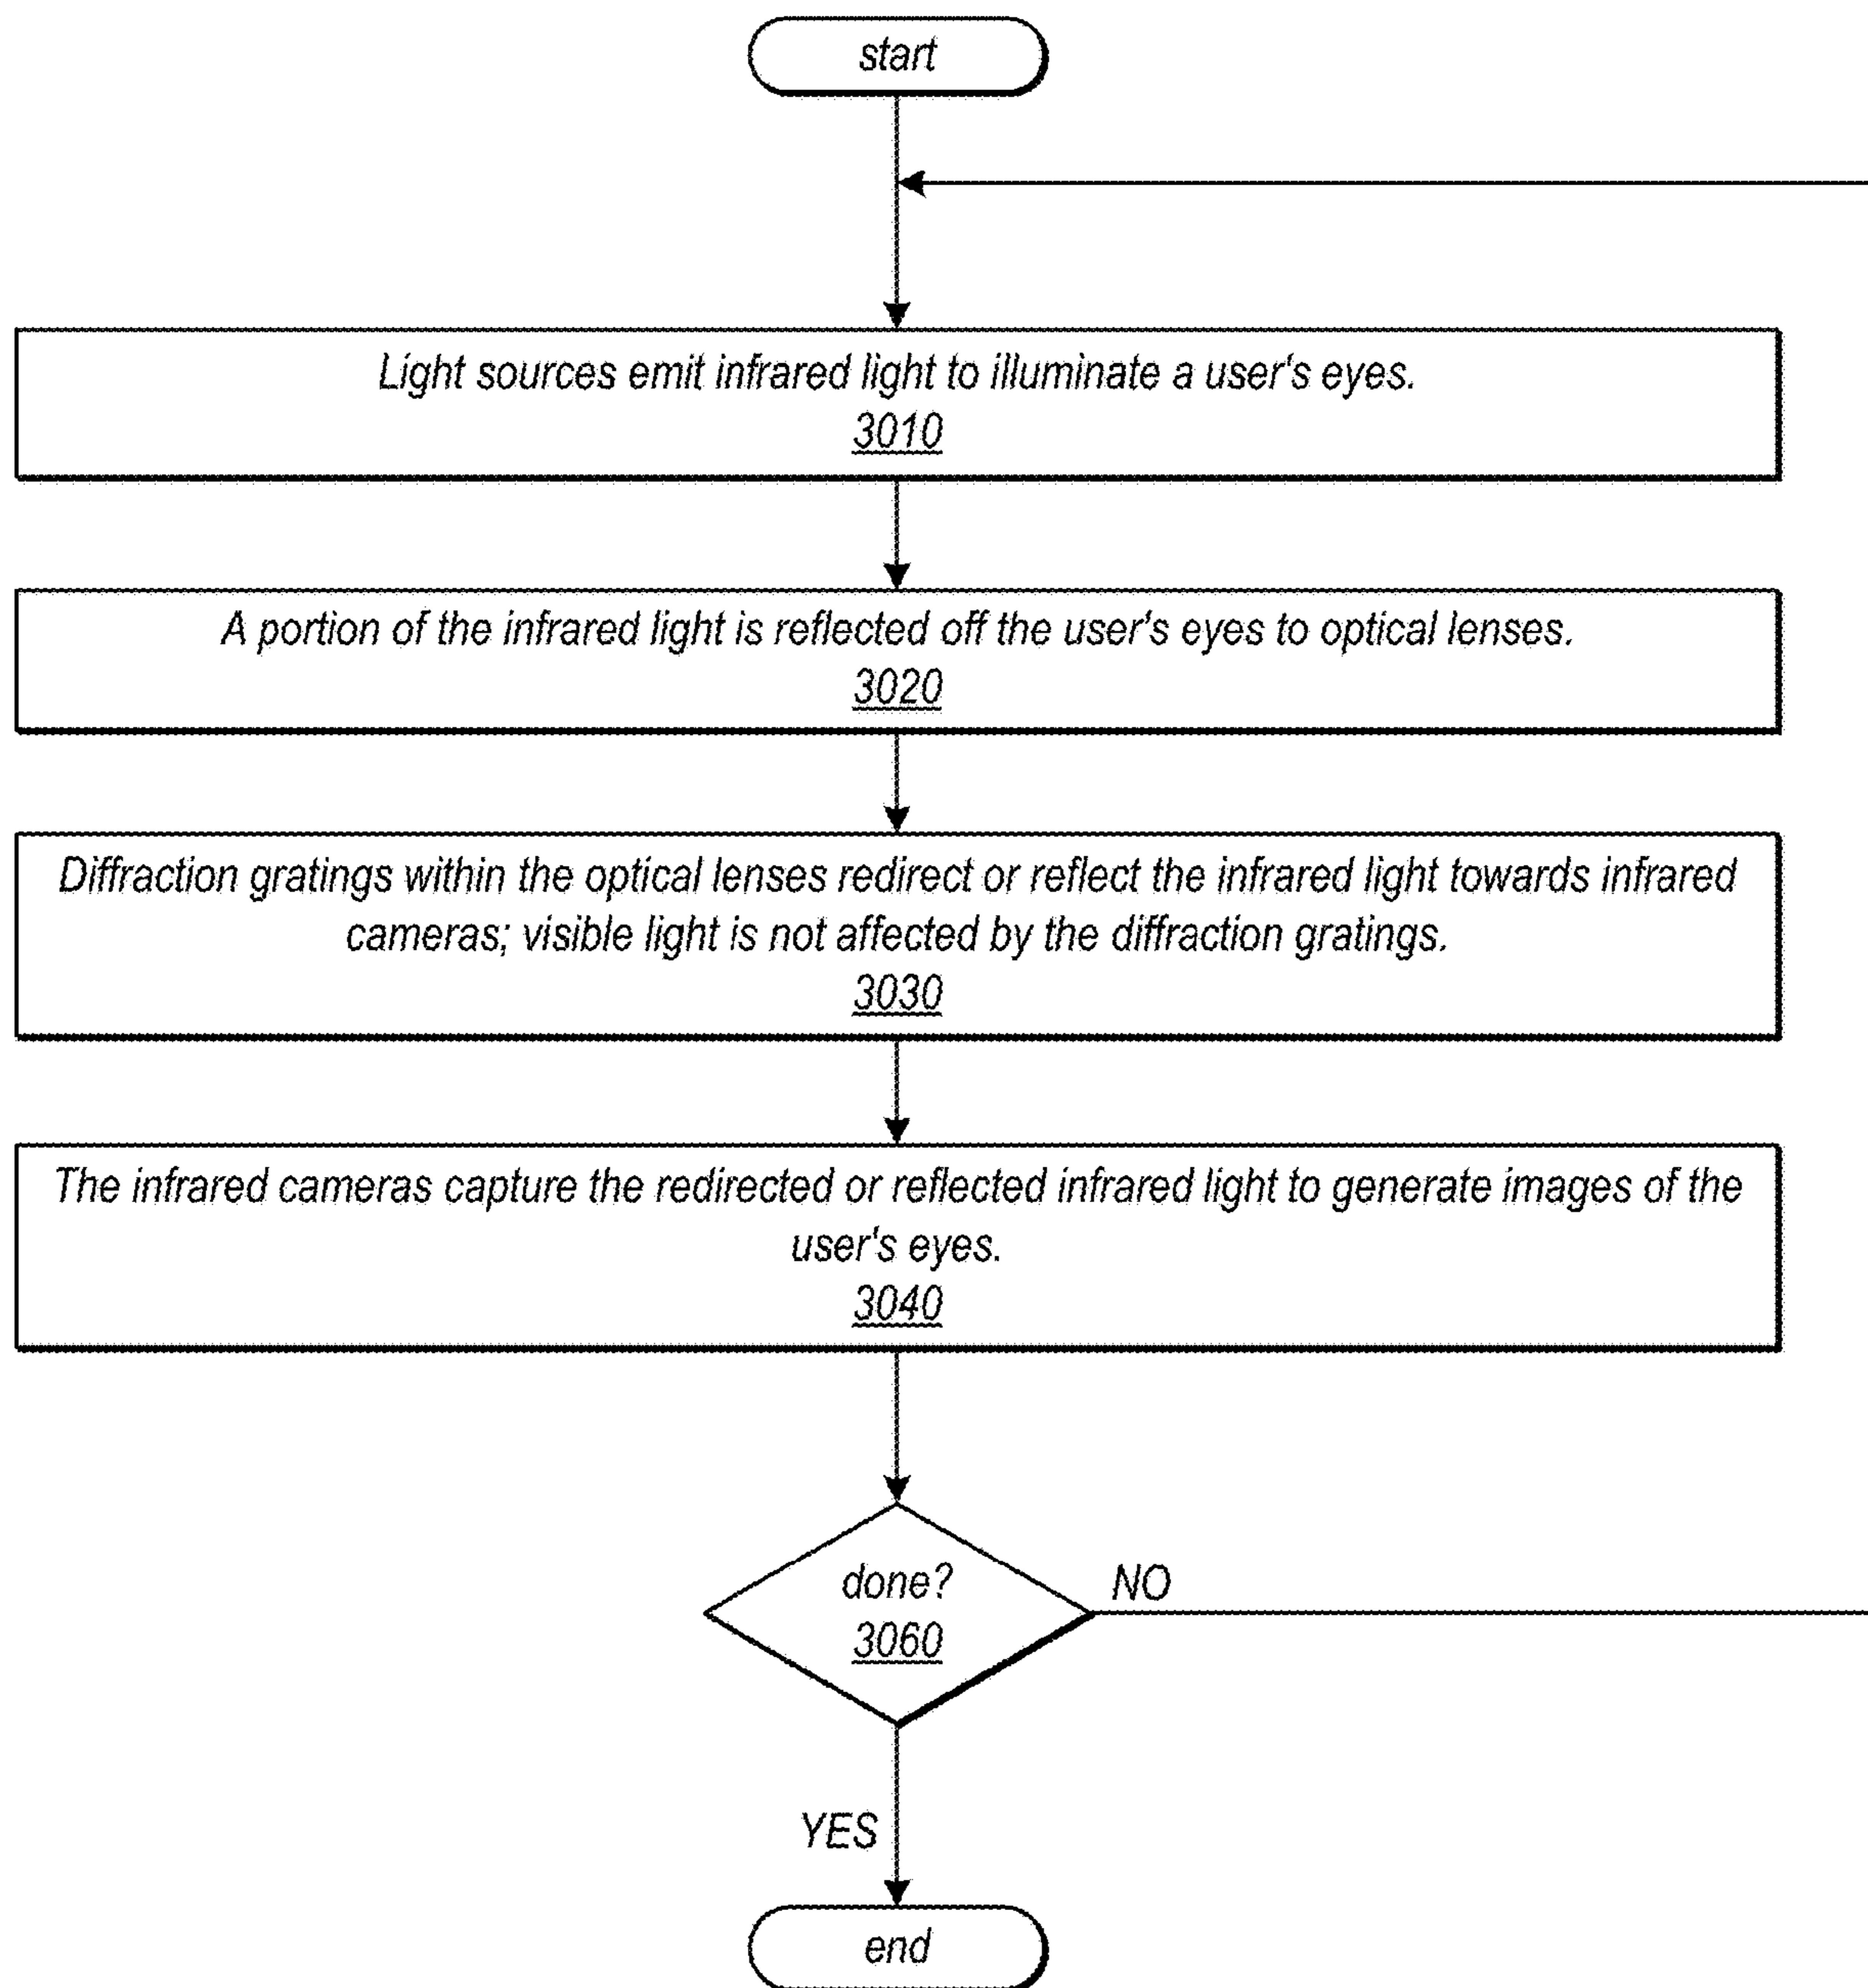 start
Light sources emit infrared light to illuminate a user's eyes.
3010
A portion of the infrared light is reflected off the user's eyes to optical lenses.
3020
Diffraction gratings within the optical lenses redirect or reflect the infrared light towards infrared
cameras; visible light is not affected by the diffraction gratings.
3030
The infrared cameras capture the redirected or reflected infrared light to generate images of the
user's eyes.
3040
done?
3060
NO
YES
end